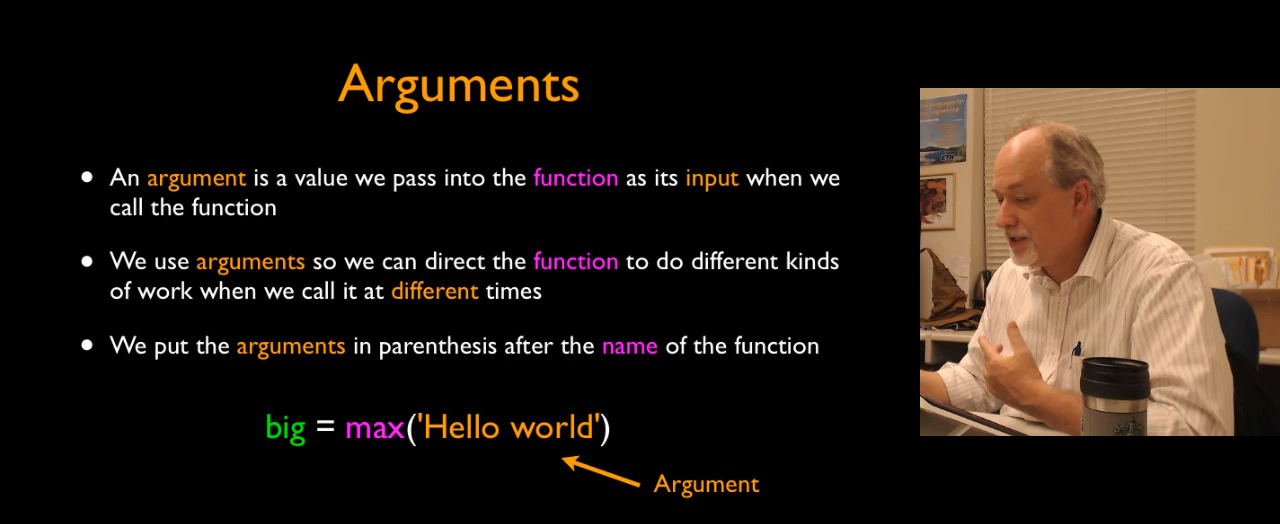 Arguments
• An argument is a value we pass into the function as its input when we
call the function
• We use arguments so we can direct the function to do different kinds
of work when we call it at different times
• We put the arguments in parenthesis after the name of the function
big = max('Hello world')
Argument